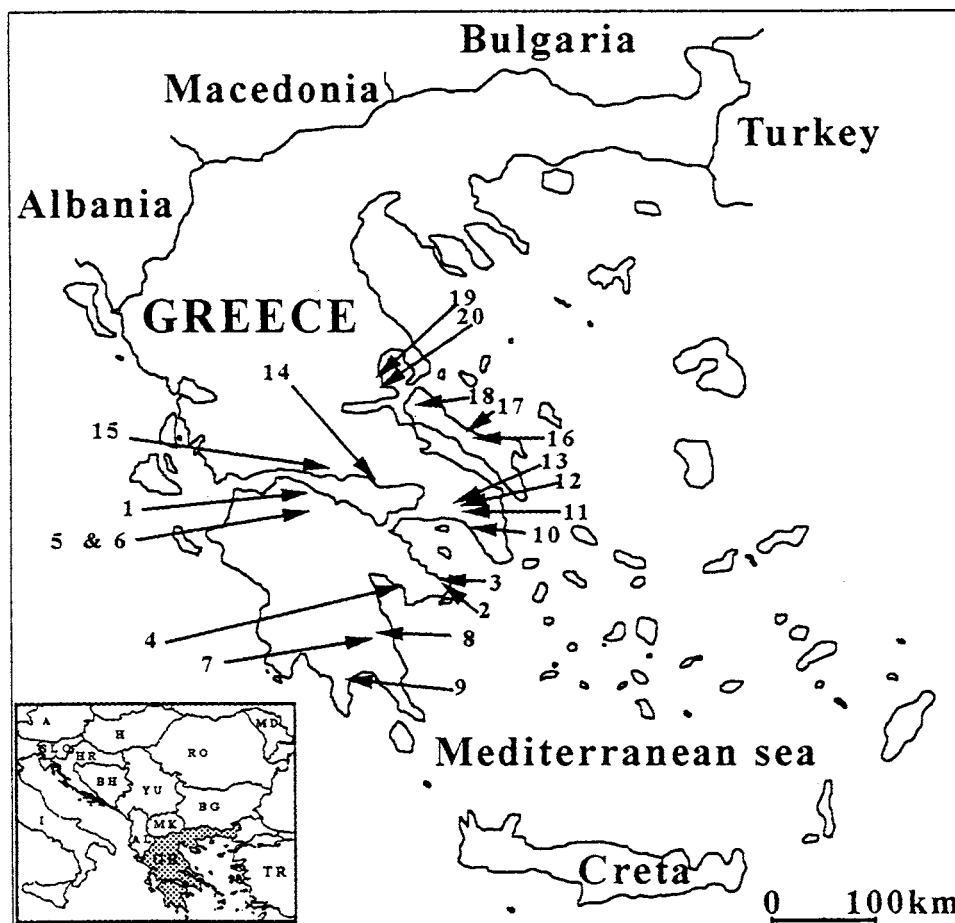 Bulgaria
Macedonia
Turkey
Albania
GREECE
19
20
14
18
17
15
16
13
12
1
11
5 & 6
10
3
2
4
8
7
9
Mediterranean sea
Creta
0 100km
A
H
MD
SLO
HR
RO
BH
YU
I
BG
MK
AL
GR
TR